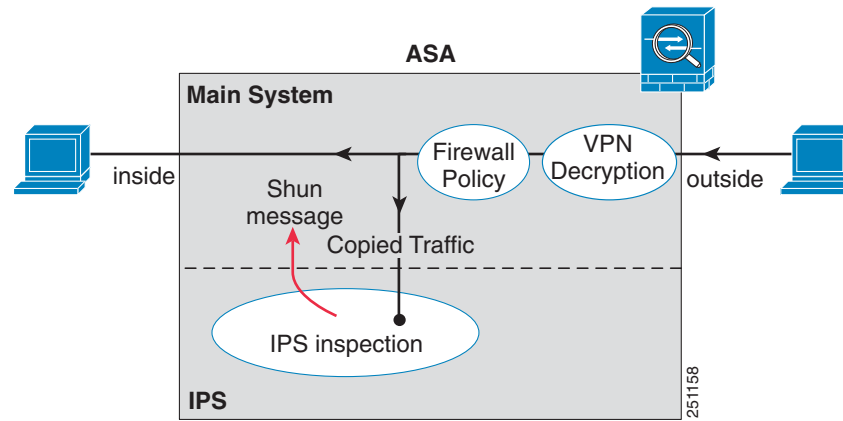 ASA
Main System
Firewall
Policy
VPN
Decryption
inside
outside
Shun
message
Copied Traffic
IPS inspection
IPS
251158